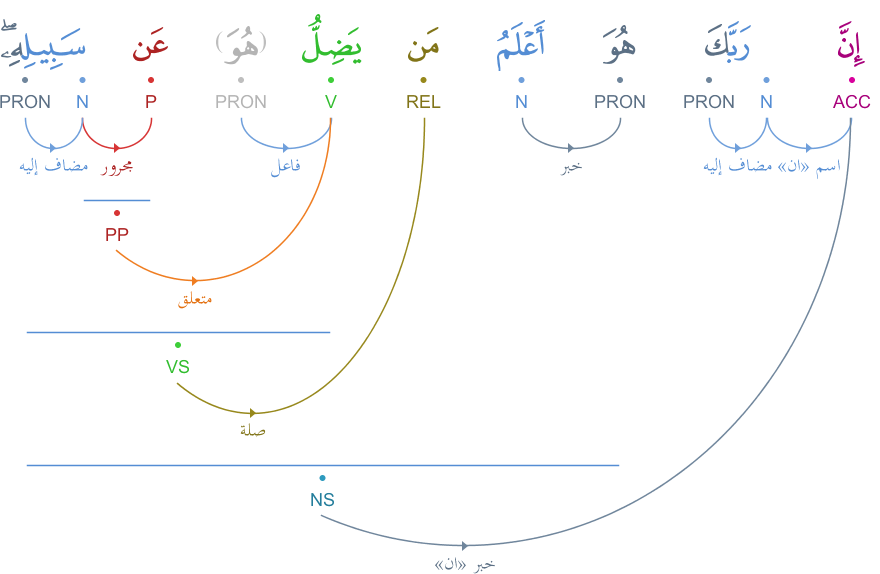 إِنَّ رَبَّكَ هُوَ أَعْلَمُ مَن يَضِلُّ (هُوَ) عَن سَبِيلِهِۦ ۖ
ACC N PRON PRON N REL V PRON P N PRON
اسم «ان» مضاف إليه خبر فاعل مجرور مضاف إليه
PP
متعلق
VS
صلة
NS
خبر «ان»